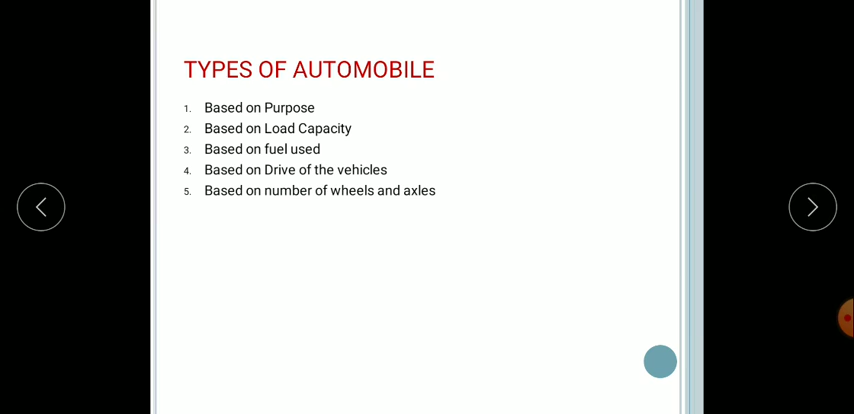 TYPES OF AUTOMOBILE
1. Based on Purpose
2. Based on Load Capacity
3. Based on fuel used
4. Based on Drive of the vehicles
5. Based on number of wheels and axles